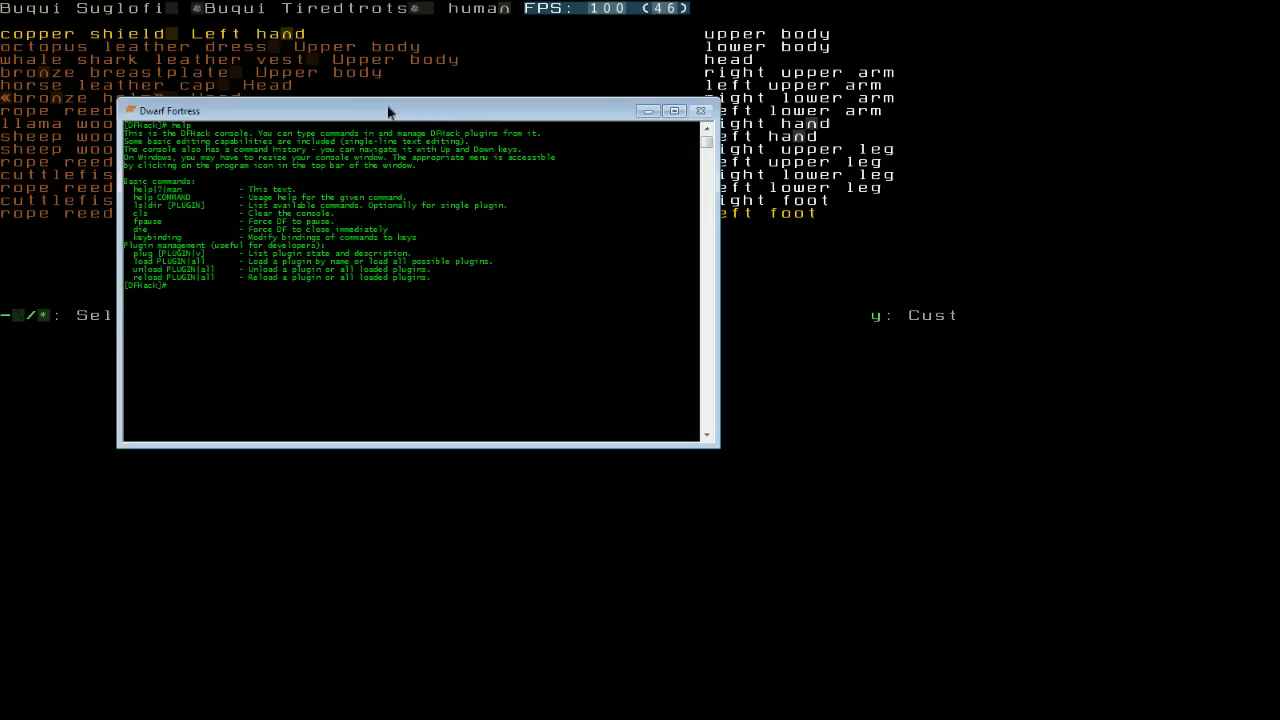 Buqui Suglofi «Buqui Tiredtrots» human FPS: 100 (46)
copper shield Left hand
octopus leather dress Upper body
whale shark leather vest Upper body
bronze breastplate Upper body
horse leather cap Head
«bronze
rope reed
llama woo
sheep woo
sheep woo
rope reed
cuttlefis
rope reed
cuttlefis
rope reed
upper body
lower body
head
right upper arm
left upper arm
right lower arm
left lower arm
right hand
left hand
right upper leg
left upper leg
right lower leg
left lower leg
right foot
left foot
Dwarf Fortress
[DFHack]# help
This is the DFHack console. You can type commands in and manage DFHack plugins from it.
Some basic editing capabilities are included (single-line text editing).
The console also has a command history - you can navigate it with Up and Down keys.
On Windows, you may have to resize your console window. The appropriate menu is accessible
by clicking on the program icon in the top bar of the window.
Basic commands:
help|?|man - This text.
help COMMAND - Usage help for the given command.
ls|dir [PLUGIN] - List available commands. Optionally for single plugin.
cls - Clear the console.
fpause - Force DF to pause.
die - Force DF to close immediately
keybinding - Modify bindings of commands to keys
Plugin management (useful for developers):
plug [PLUGIN|v] - List plugin state and description.
load PLUGIN|all - Load a plugin by name or load all possible plugins.
unload PLUGIN|all - Unload a plugin or all loaded plugins.
reload PLUGIN|all - Reload a plugin or all loaded plugins.
[DFHack]#
-/*: Sel
y: Cust